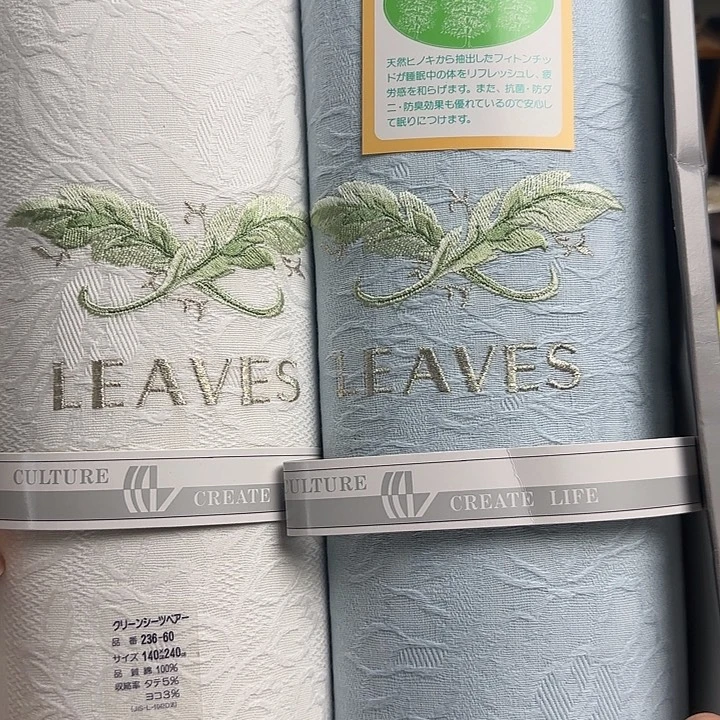 天然ヒノキから抽出したフィトンチッ
ドが睡眠中の体をリフレッシュし、疲
労感を和らげます。また、抗菌・防ダ
ニ・防臭効果も優れているので安心し
て眠りにつけます。
LEAVES
LEAVES
CULTURE CREATE
CULTURE CREATE LIFE
クリーンシーツペアー
品 番 236-60
サイズ 140㎝240㎝
品 質 綿 100%
収縮率 タテ5%
ヨコ3%